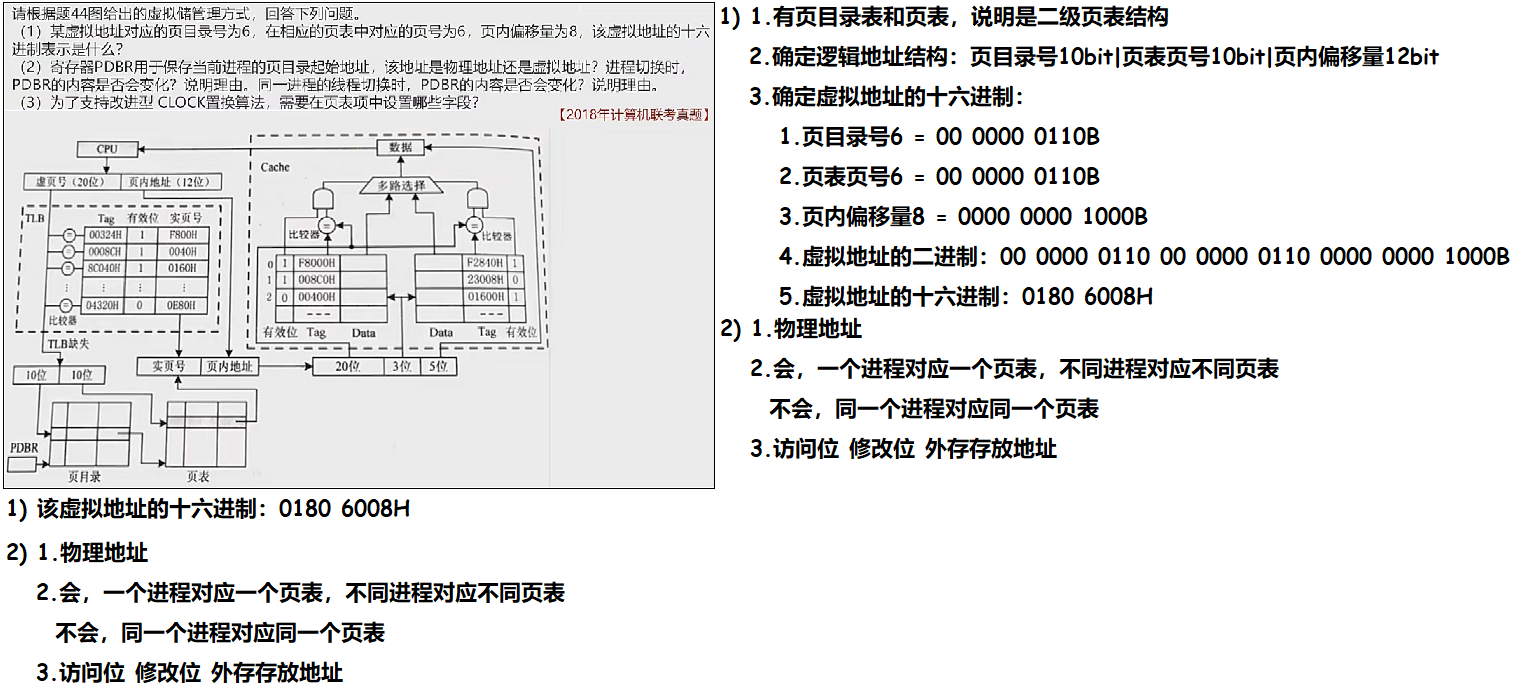 请根据题44图给出的虚拟储管理方式，回答下列问题。
（1）某虚拟地址对应的页目录号为6，在相应的页表中对应的页号为6，页内偏移量为8，该虚拟地址的十六
进制表示是什么？
（2）寄存器PDBR用于保存当前进程的页目录起始地址，该地址是物理地址还是虚拟地址？进程切换时，
PDBR的内容是否会变化？说明理由。同一进程的线程切换时，PDBR的内容是否会变化？说明理由。
（3）为了支持改进型 CLOCK置换算法，需要在页表项中设置哪些字段？
【2018年计算机联考真题】
CPU
数据
Cache
虚页号（20位）
页内地址（12位）
多路选择
TLB
Tag 有效位 实页号
00324H 1 F800H
0008CH 1 0040H
8C040H 1 0160H
⋮ ⋮ ⋮
04320H 0 0E80H
=
=
=
=
比较器
TLB缺失
=
比较器
=
比较器
0 1 F8000H
1 1 008C0H
2 0 00400H
---
F2840H 1
23008H 0
01600H 1
---
有效位 Tag Data
Data Tag 有效位
实页号 页内地址
20位 3位 5位
10位 10位
PDBR
页目录
页表
1) 该虚拟地址的十六进制：0180 6008H
2) 1.物理地址
2.会，一个进程对应一个页表，不同进程对应不同页表
不会，同一个进程对应同一个页表
3.访问位 修改位 外存存放地址
1) 1.有页目录表和页表，说明是二级页表结构
2.确定逻辑地址结构：页目录号10bit|页表页号10bit|页内偏移量12bit
3.确定虚拟地址的十六进制：
1.页目录号6 = 00 0000 0110B
2.页表页号6 = 00 0000 0110B
3.页内偏移量8 = 0000 0000 1000B
4.虚拟地址的二进制：00 0000 0110 00 0000 0110 0000 0000 1000B
5.虚拟地址的十六进制：0180 6008H
2) 1.物理地址
2.会，一个进程对应一个页表，不同进程对应不同页表
不会，同一个进程对应同一个页表
3.访问位 修改位 外存存放地址